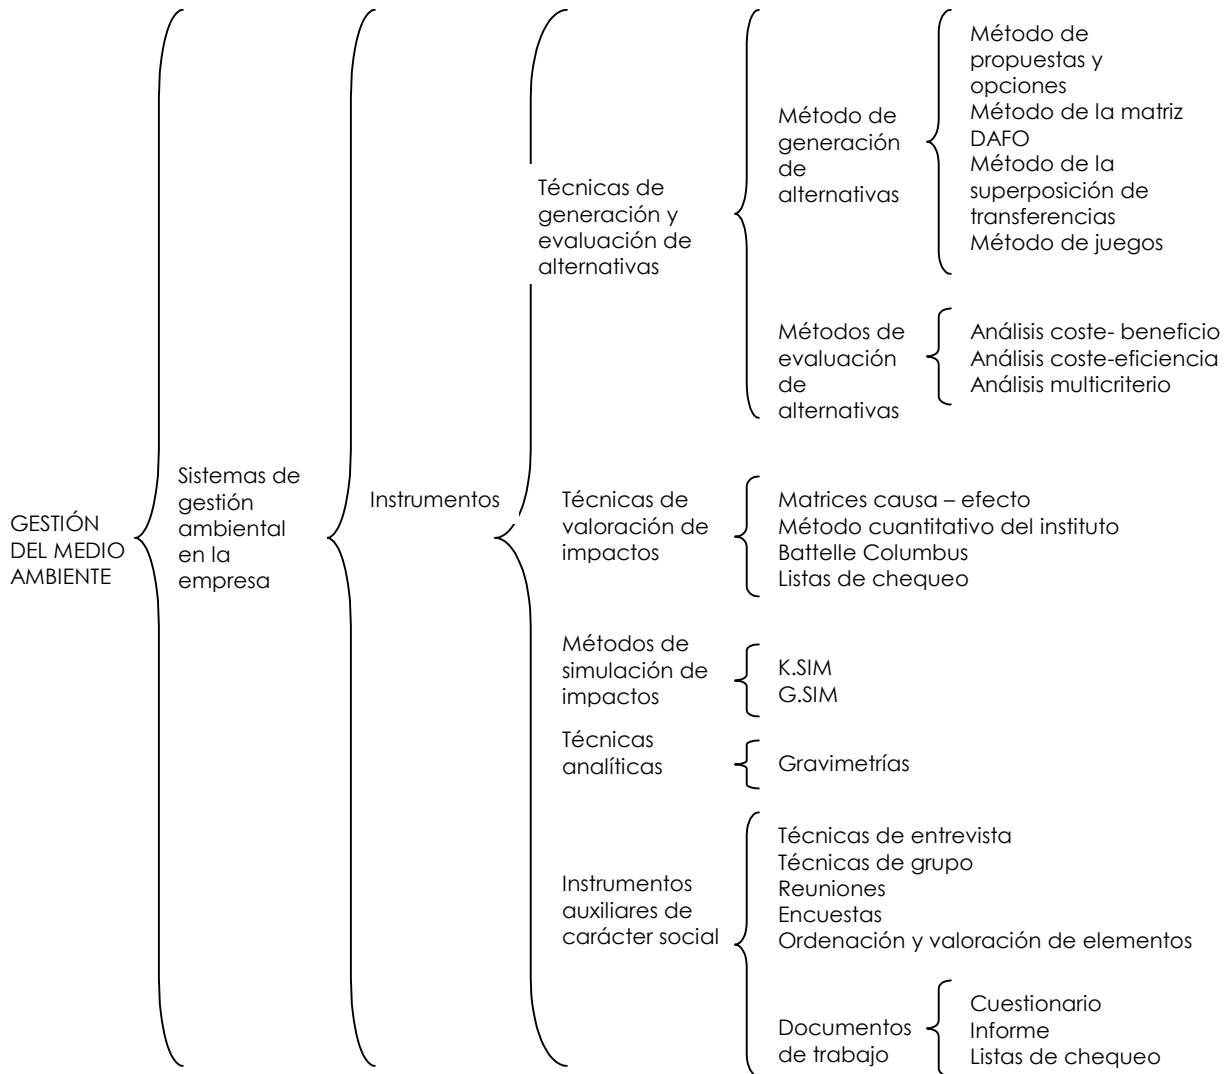 GESTIÓN
DEL MEDIO
AMBIENTE
Sistemas de
gestión
ambiental
en la
empresa
Instrumentos
Técnicas de
generación y
evaluación de
alternativas
Método de
generación
de
alternativas
Método de
propuestas y
opciones
Método de la matriz
DAFO
Método de la
superposición de
transferencias
Método de juegos
Métodos de
evaluación
de
alternativas
Análisis coste- beneficio
Análisis coste-eficiencia
Análisis multicriterio
Técnicas de
valoración de
impactos
Matrices causa – efecto
Método cuantitativo del instituto
Battelle Columbus
Listas de chequeo
Métodos de
simulación de
impactos
K.SIM
G.SIM
Técnicas
analíticas
Gravimetrías
Instrumentos
auxiliares de
carácter social
Técnicas de entrevista
Técnicas de grupo
Reuniones
Encuestas
Ordenación y valoración de elementos
Documentos
de trabajo
Cuestionario
Informe
Listas de chequeo